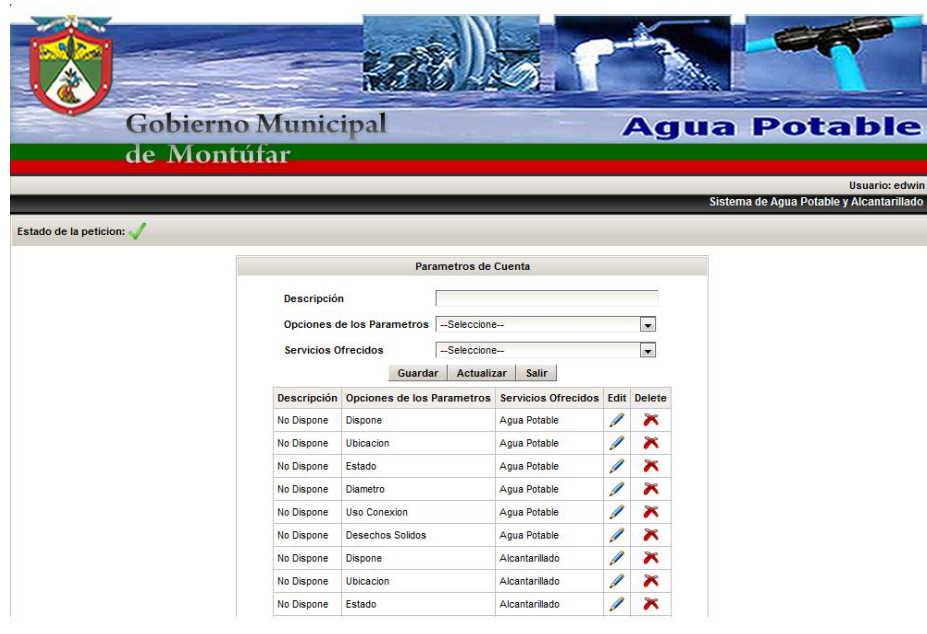 Gobierno Municipal
de Montúfar
Agua Potable
Usuario: edwin
Sistema de Agua Potable y Alcantarillado
Estado de la peticion:
Parametros de Cuenta
Descripción
Opciones de los Parametros --Seleccione--
Servicios Ofrecidos --Seleccione--
Guardar Actualizar Salir
Descripción Opciones de los Parametros Servicios Ofrecidos Edit Delete
No Dispone Dispone Agua Potable
No Dispone Ubicacion Agua Potable
No Dispone Estado Agua Potable
No Dispone Diametro Agua Potable
No Dispone Uso Conexion Agua Potable
No Dispone Desechos Solidos Agua Potable
No Dispone Dispone Alcantarillado
No Dispone Ubicacion Alcantarillado
No Dispone Estado Alcantarillado